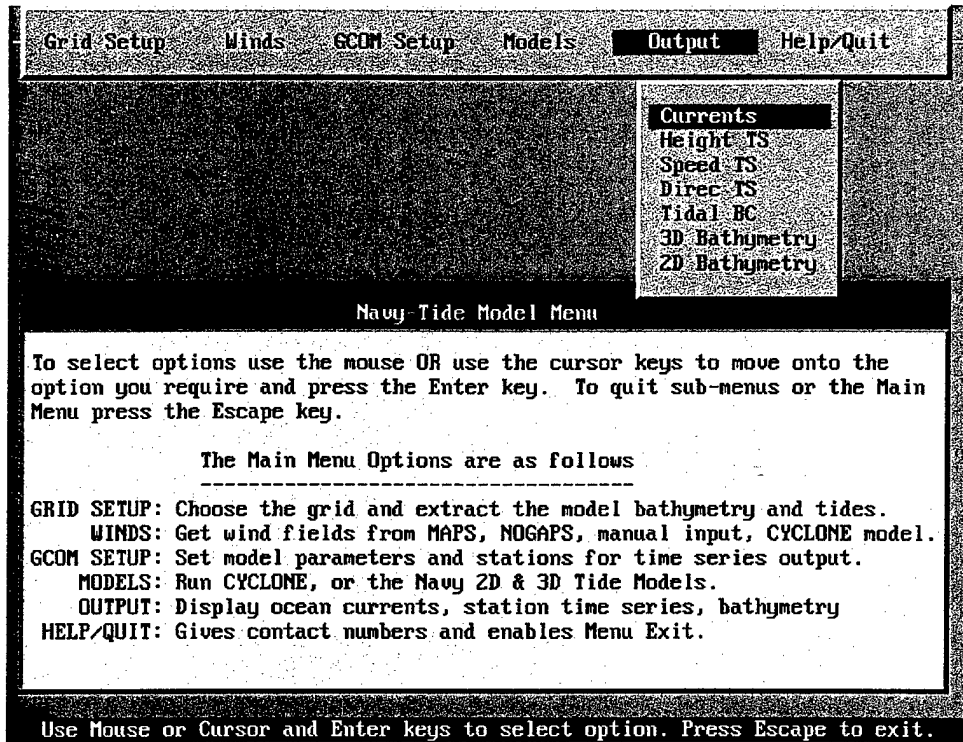 Grid Setup Winds GCOM Setup Models Output Help/Quit
Currents
Height TS
Speed TS
Direc TS
Tidal BC
3D Bathymetry
2D Bathymetry
Navy-Tide Model Menu
To select options use the mouse OR use the cursor keys to move onto the
option you require and press the Enter key. To quit sub-menus or the Main
Menu press the Escape key.
The Main Menu Options are as follows
------------------------------------
GRID SETUP: Choose the grid and extract the model bathymetry and tides.
WINDS: Get wind fields from MAPS, NOGAPS, manual input, CYCLONE model.
GCOM SETUP: Set model parameters and stations for time series output.
MODELS: Run CYCLONE, or the Navy 2D & 3D Tide Models.
OUTPUT: Display ocean currents, station time series, bathymetry
HELP/QUIT: Gives contact numbers and enables Menu Exit.
Use Mouse or Cursor and Enter keys to select option. Press Escape to exit.